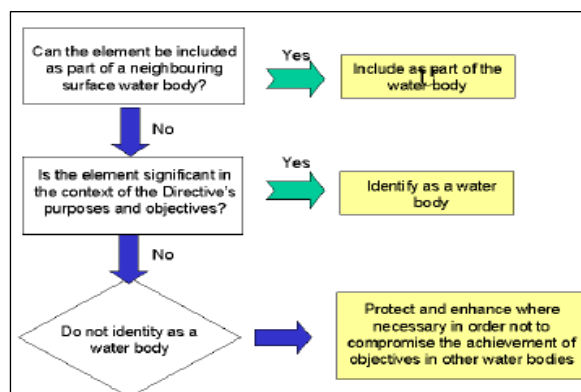 Can the element be included
as part of a neighbouring
surface water body?
Yes
Include as part of the
water body
No
Is the element significant in
the context of the Directive's
purposes and objectives?
Yes
Identify as a water
body
No
Do not identity as a
water body
Protect and enhance where
necessary in order not to
compromise the achievement of
objectives in other water bodies